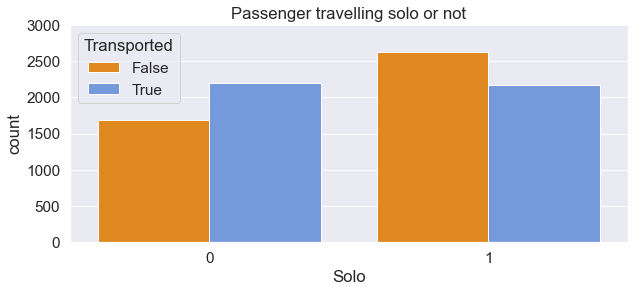 Passenger travelling solo or not
Transported
False
True
count
3000
2500
2000
1500
1000
500
0
0 1
Solo